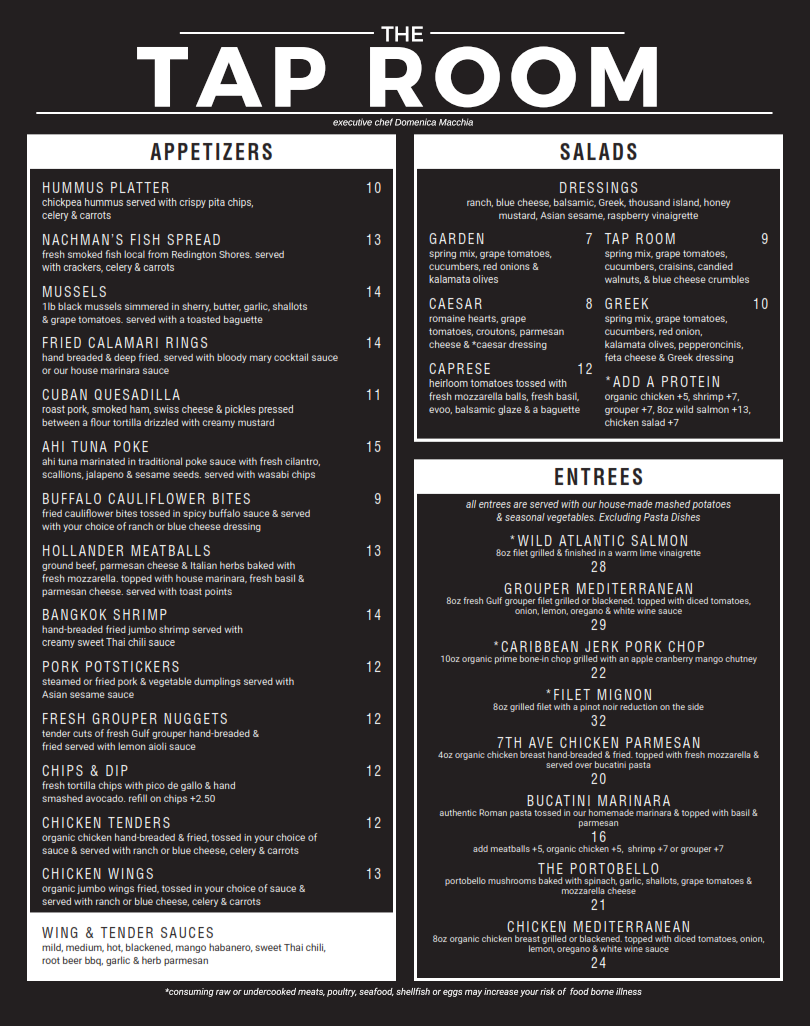 THE
TAP ROOM
executive chef Domenica Macchia
APPETIZERS
HUMMUS PLATTER 10
chickpea hummus served with crispy pita chips,
celery & carrots
NACHMAN'S FISH SPREAD 13
fresh smoked fish local from Redington Shores. served
with crackers, celery & carrots
MUSSELS 14
1lb black mussels simmered in sherry, butter, garlic, shallots
& grape tomatoes. served with a toasted baguette
FRIED CALAMARI RINGS 14
hand breaded & deep fried. served with bloody mary cocktail sauce
or our house marinara sauce
CUBAN QUESADILLA 11
roast pork, smoked ham, swiss cheese & pickles pressed
between a flour tortilla drizzled with creamy mustard
AHI TUNA POKE 15
ahi tuna marinated in traditional poke sauce with fresh cilantro,
scallions, jalapeno & sesame seeds. served with wasabi chips
BUFFALO CAULIFLOWER BITES 9
fried cauliflower bites tossed in spicy buffalo sauce & served
with your choice of ranch or blue cheese dressing
HOLLANDER MEATBALLS 13
ground beef, parmesan cheese & Italian herbs baked with
fresh mozzarella. topped with house marinara, fresh basil &
parmesan cheese. served with toast points
BANGKOK SHRIMP 14
hand-breaded fried jumbo shrimp served with
creamy sweet Thai chili sauce
PORK POTSTICKERS 12
steamed or fried pork & vegetable dumplings served with
Asian sesame sauce
FRESH GROUPER NUGGETS 12
tender cuts of fresh Gulf grouper hand-breaded &
fried served with lemon aioli sauce
CHIPS & DIP 12
fresh tortilla chips with pico de gallo & hand
smashed avocado. refill on chips +2.50
CHICKEN TENDERS 12
organic chicken hand-breaded & fried, tossed in your choice of
sauce & served with ranch or blue cheese, celery & carrots
CHICKEN WINGS 13
organic jumbo wings fried, tossed in your choice of sauce &
served with ranch or blue cheese, celery & carrots
WING & TENDER SAUCES
mild, medium, hot, blackened, mango habanero, sweet Thai chili,
root beer bbq, garlic & herb parmesan
SALADS
DRESSINGS
ranch, blue cheese, balsamic, Greek, thousand island, honey
mustard, Asian sesame, raspberry vinaigrette
GARDEN 7
spring mix, grape tomatoes,
cucumbers, red onions &
kalamata olives
CAESAR 8
romaine hearts, grape
tomatoes, croutons, parmesan
cheese & *caesar dressing
CAPRESE 12
heirloom tomatoes tossed with
fresh mozzarella balls, fresh basil,
evoo, balsamic glaze & a baguette
TAP ROOM 9
spring mix, grape tomatoes,
cucumbers, craisins, candied
walnuts, & blue cheese crumbles
GREEK 10
spring mix, grape tomatoes,
cucumbers, red onion,
kalamata olives, pepperoncinis,
feta cheese & Greek dressing
*ADD A PROTEIN
organic chicken +5, shrimp +7,
grouper +7, 8oz wild salmon +13,
chicken salad +7
ENTREES
all entrees are served with our house-made mashed potatoes
& seasonal vegetables. Excluding Pasta Dishes
*WILD ATLANTIC SALMON
8oz filet grilled & finished in a warm lime vinaigrette
28
GROUPER MEDITERRANEAN
8oz fresh Gulf grouper filet grilled or blackened. topped with diced tomatoes,
onion, lemon, oregano & white wine sauce
29
*CARIBBEAN JERK PORK CHOP
10oz organic prime bone-in chop grilled with an apple cranberry mango chutney
22
*FILET MIGNON
8oz grilled filet with a pinot noir reduction on the side
32
7TH AVE CHICKEN PARMESAN
4oz organic chicken breast hand-breaded & fried. topped with fresh mozzarella &
served over bucatini pasta
20
BUCATINI MARINARA
authentic Roman pasta tossed in our homemade marinara & topped with basil &
parmesan
16
add meatballs +5, organic chicken +5, shrimp +7 or grouper +7
THE PORTOBELLO
portobello mushrooms baked with spinach, garlic, shallots, grape tomatoes &
mozzarella cheese
21
CHICKEN MEDITERRANEAN
8oz organic chicken breast grilled or blackened. topped with diced tomatoes, onion,
lemon, oregano & white wine sauce
24
*consuming raw or undercooked meats, poultry, seafood, shellfish or eggs may increase your risk of food borne illness